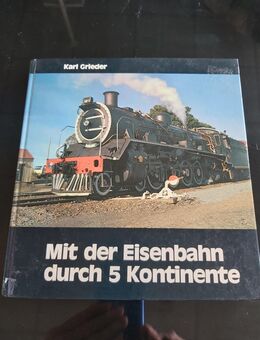 Karl Grieder
Mit der Eisenbahn
durch 5 Kontinente